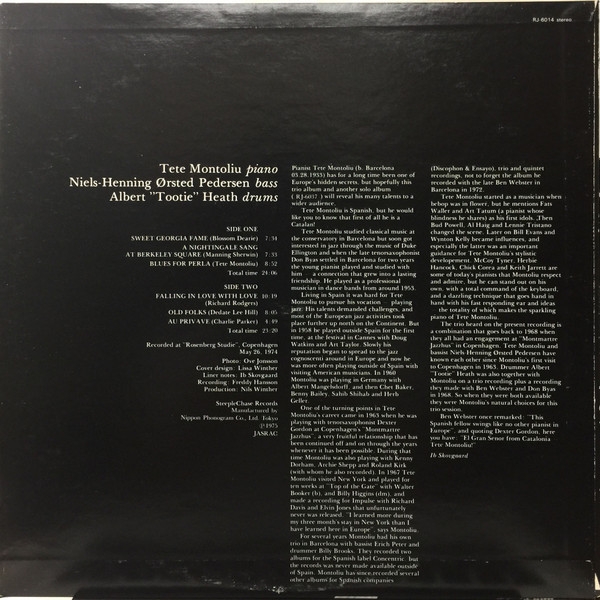 RJ-6014 stereo
Tete Montoliu piano
Niels-Henning Ørsted Pedersen bass
Albert "Tootie" Heath drums
SIDE ONE
SWEET GEORGIA FAME (Blossom Dearie) 7:34
A NIGHTINGALE SANG
AT BERKELEY SQUARE (Manning Sherwin) 7:35
BLUES FOR PERLA (Tete Montoliu) 8:52
Total time 24:06
SIDE TWO
FALLING IN LOVE WITH LOVE 10:19
(Richard Rodgers)
OLD FOLKS (Dedate Lee Hill) 8:05
AU PRIVAVE (Charlie Parker) 4:49
Total time 23:20
Recorded at "Rosenberg Studie", Copenhagen
May 26, 1974
Photo: Ove Jonsson
Cover design: Lissa Winther
Liner notes: Ib Skovgaard
Recording: Freddy Hansson
Production: Nils Winther
SteepleChase Records
Manufactured by
Nippon Phonogram Co., Ltd. Tokyo
Ⓟ1975
JASRAC
Pianist Tete Montoliu (b. Barcelona
03.28.1933) has for a long time been one of
Europe's hidden secrets, but hopefully this
trio album and another solo album
(RJ-6037) will reveal his many talents to a
wider audience.
Tete Montoliu is Spanish, but he would
like you to know that first of all he is a
Catalan!
Tete Montoliu studied classical music at
the conservatory in Barcelona but soon got
interested in jazz through the music of Duke
Ellington and when the late tenorsaxophonist
Don Byas settled in Barcelona for two years
the young pianist played and studied with
him a connection that grew into a lasting
friendship. He played as a professional
musician in dance bands from around 1953.
Living in Spain it was hard for Tete
Montoliu to pursue his vocation playing
jazz. His talents demanded challenges, and
most of the European jazz activities took
place further up north on the Continent. But
in 1958 he played outside Spain for the first
time, at the festival in Cannes with Doug
Watkins and Art Taylor. Slowly his
reputation began to spread to the jazz
cognoscienti around in Europe and now he
was more often playing outside of Spain with
visiting American musicians. In 1960
Montoliu was playing in Germany with
Albert Mangelsdorff, and then Chet Baker,
Benny Bailey, Sahib Shihab and Herb
Geller.
One of the turning points in Tete
Montoliu's career came in 1963 when he was
playing with tenorsaxophonist Dexter
Gordon at Copenhagen's "Montmartre
Jazzhus", a very fruitful relationship that has
been continued off and on through the years
whenever it has been possible. During that
time Montoliu was also playing with Kenny
Dorham, Archie Shepp and Roland Kirk
(with whom he also recorded). In 1967 Tete
Montoliu visited New York and played for
ten weeks at "Top of the Gate" with Walter
Booker (b), and Billy Higgins (dm), and
made a recording for Impulse with Richard
Davis and Elvin Jones that unfortunately
never was released. "I learned more during
my three month's stay in New York than I
have learned here in Europe", says Montoliu.
For several years Montoliu had his own
trio in Barcelona with bassist Erich Peter and
drummer Billy Brooks. They recorded two
albums for the Spanish label Concentric, but
the records was never made available outside
of Spain. Montoliu has since recorded several
other albums for Spanish companies
(Discophon & Ensayo), trio and quintet
recordings, not to forget the album he
recorded with the late Ben Webster in
Barcelona in 1972.
Tete Montoliu started as a musician when
bebop was in flower, but he mentions Fats
Waller and Art Tatum (a pianist whose
blindness he shares) as his first idols. Then
Bud Powell, Al Haig and Lennie Tristano
changed the scene. Later on Bill Evans and
Wynton Kelly became influences, and
especially the latter was an important
guidance for Tete Montoliu's stylistic
developement. McCoy Tyner, Herbie
Hancock, Chick Corea and Keith Jarrett are
some of today's pianists that Montoliu respect
and admire, but he can stand out on his
own, with a total command of the keyboard,
and a dazzling technique that goes hand in
hand with his fast responding ear and ideas
the totality of which makes the sparkling
piano of Tete Montoliu.
The trio heard on the present recording is
a combination that goes back to 1968 when
they all had an engagement at "Montmartre
Jazzhus" in Copenhagen. Tete Montoliu and
bassist Niels Henning Ørsted Pedersen have
known each other since Montoliu's first visit
to Copenhagen in 1963. Drummer Albert
"Tootie" Heath was also together with
Montoliu on a trio recording plus a recording
they made with Ben Webster and Don Byas
in 1968. So when they were both available
they were Montoliu's natural choices for this
trio session.
Ben Webster once remarked: "This
Spanish fellow swings like no other pianist in
Europe", and quoting Dexter Gordon, here
you have: "El Gran Senor from Catalonia
Tete Montoliu!"
Ib Skovgaard